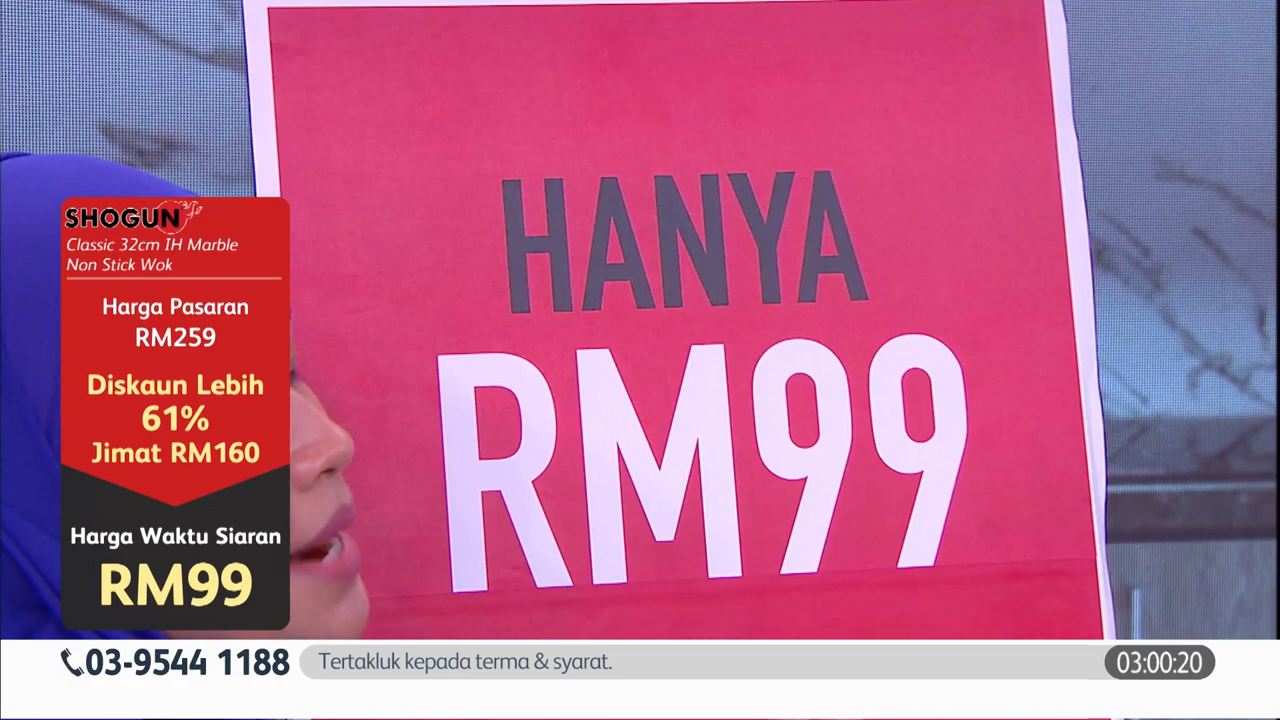 HANYA
RM99
SHOGUN
Classic 32cm IH Marble
Non Stick Wok
Harga Pasaran
RM259
Diskaun Lebih
61%
Jimat RM160
Harga Waktu Siaran
RM99
03-9544 1188
Tertakluk kepada terma & syarat.
03:00:20